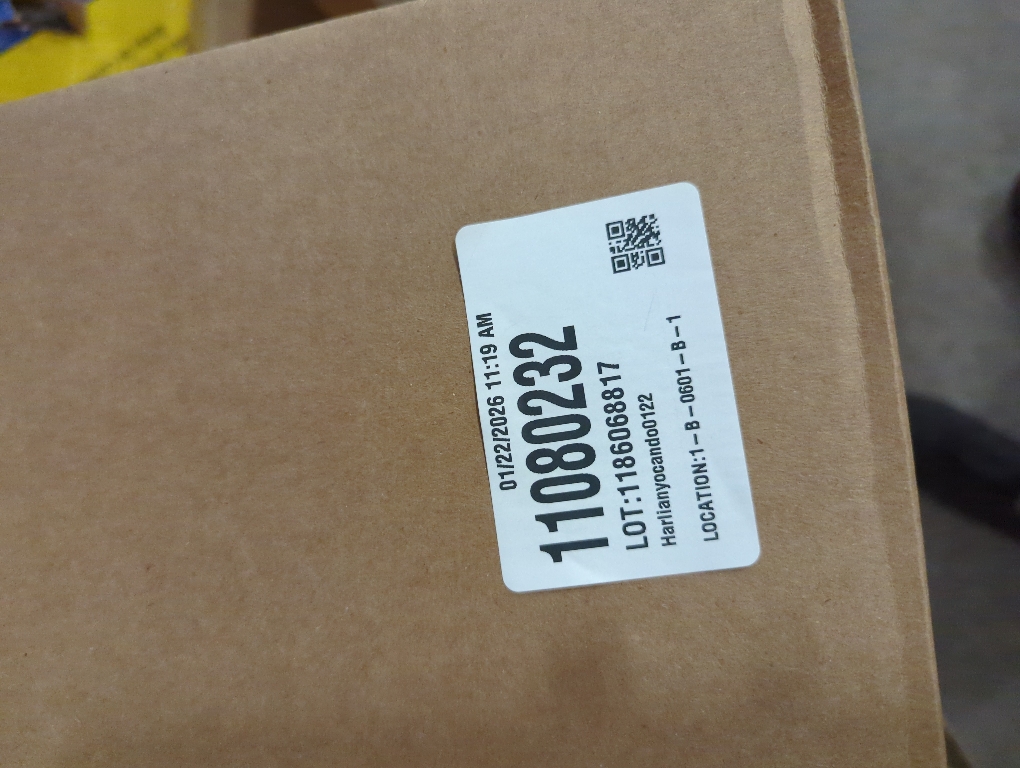 01/22/2026 11:19 AM
11080232
LOT:1186068817
Harlianyocando0122
LOCATION:1-B-0601-B-1